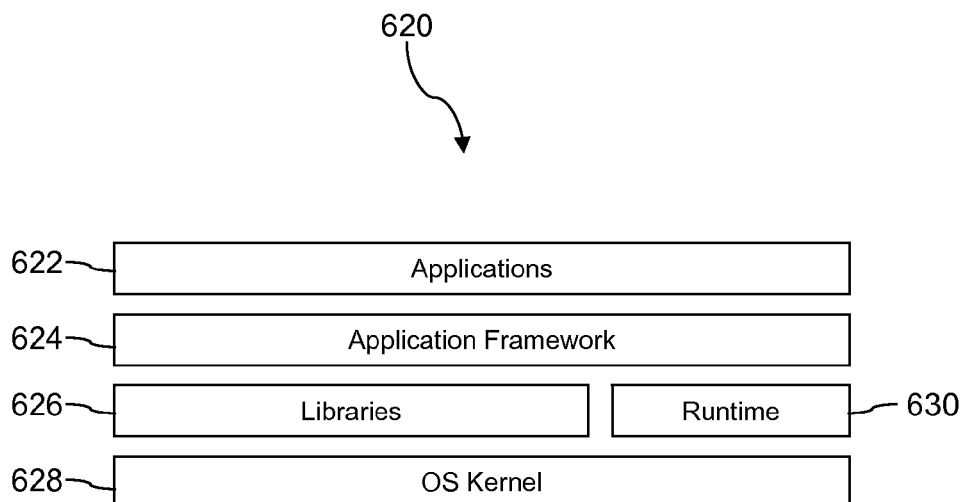 620
622 Applications
624 Application Framework
626 Libraries Runtime 630
628 OS Kernel